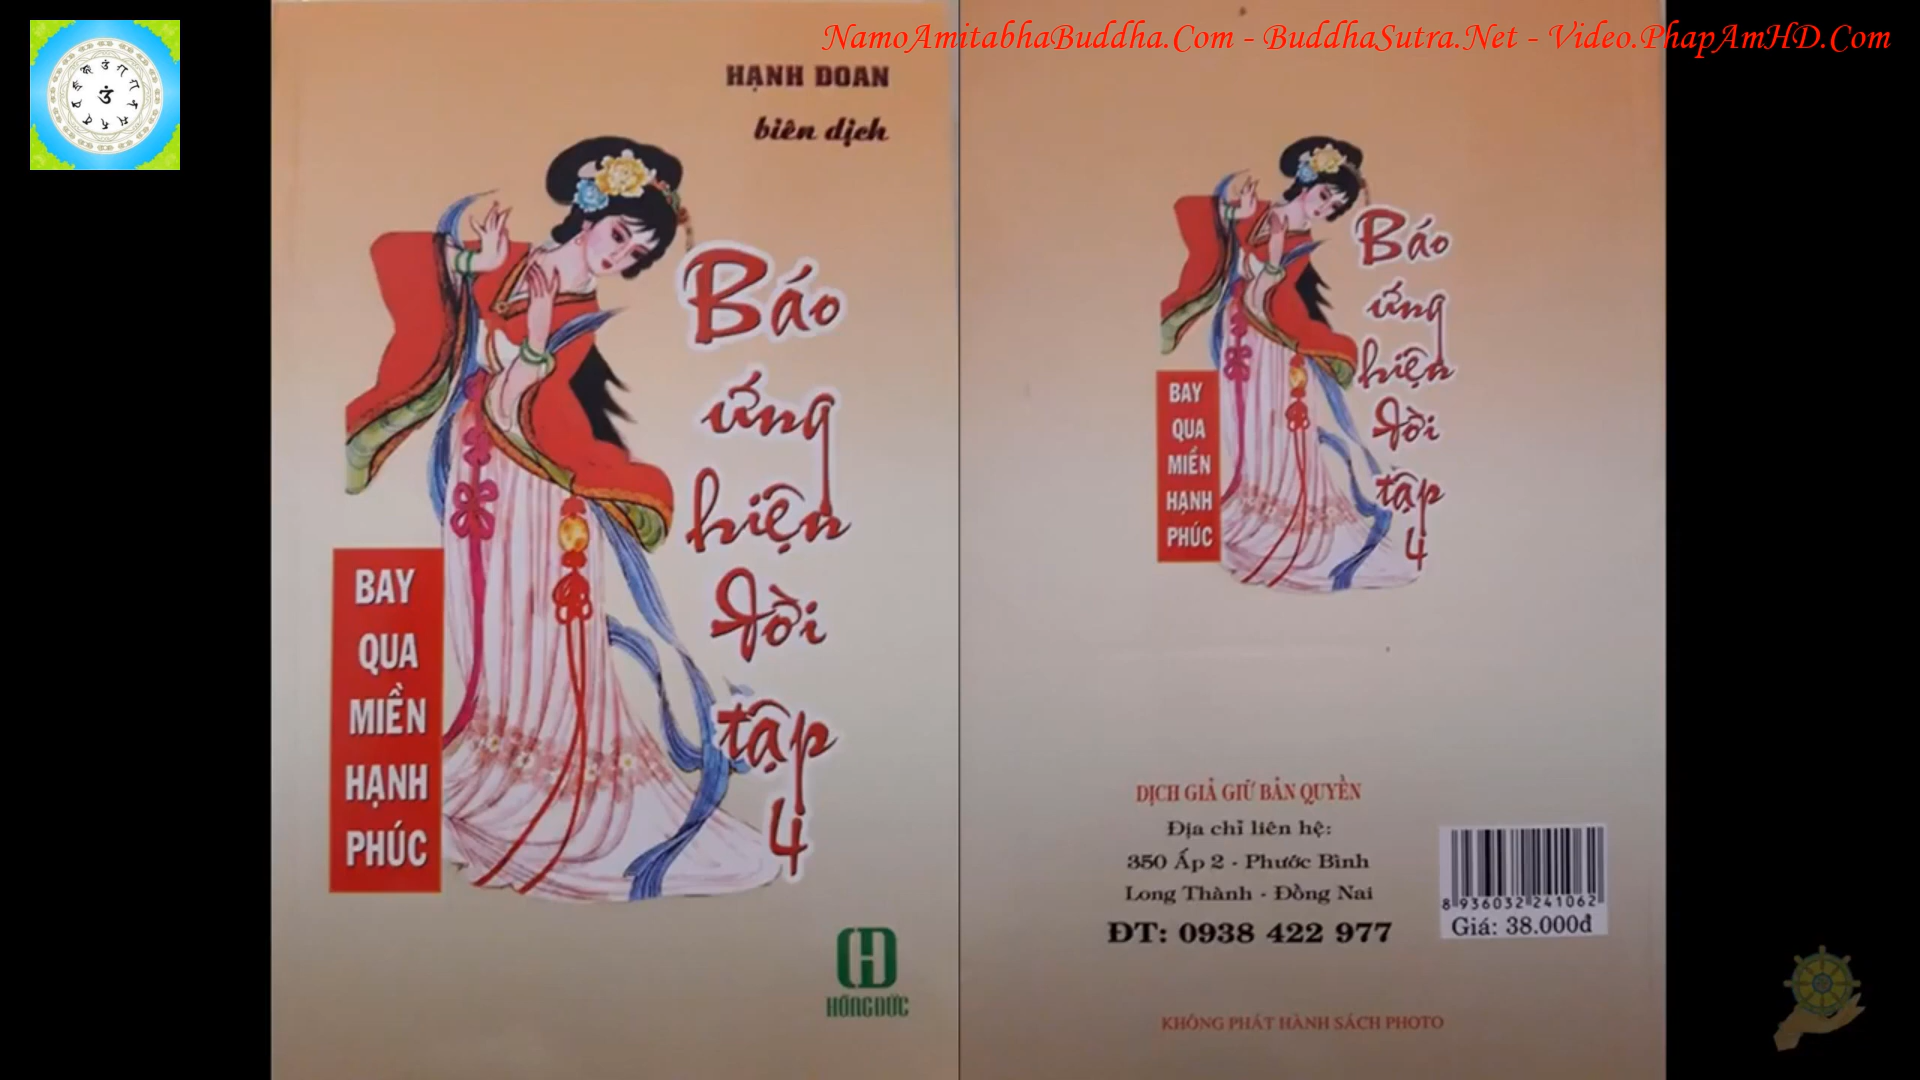 NamoAmitabhaBuddha.Com - BuddhaSutra.Net - Video.PhapAmHD.Com
HẠNH ĐOAN
biên dịch
Báo
ứng
hiện
đời
tập
4
BAY
QUA
MIỀN
HẠNH
PHÚC
HỒNG ĐỨC
Báo
ứng
hiện
đời
tập
4
BAY
QUA
MIỀN
HẠNH
PHÚC
DỊCH GIẢ GIỮ BẢN QUYỀN
Địa chỉ liên hệ:
350 Ấp 2 - Phước Bình
Long Thành - Đồng Nai
ĐT: 0938 422 977
8 936032 241062
Giá: 38.000đ
KHÔNG PHÁT HÀNH SÁCH PHOTO